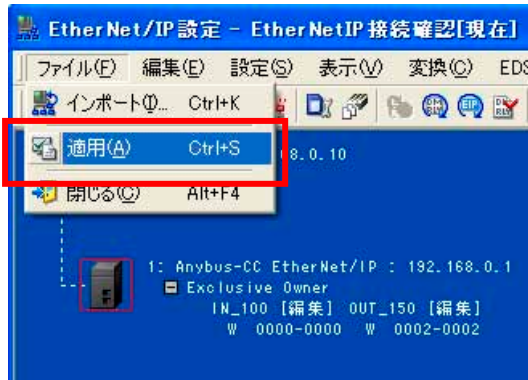 EtherNet/IP設定 - EtherNetIP接続確認[現在]
ファイル(F) 編集(E) 設定(S) 表示(V) 変換(C) EDS
インポート(I)... Ctrl+K
適用(A) Ctrl+S
8.0.10
閉じる(C) Alt+F4
1: Anybus-CC EtherNet/IP : 192.168.0.1
Exclusive Owner
IN_100 [編集] OUT_150 [編集]
W 0000-0000 W 0002-0002